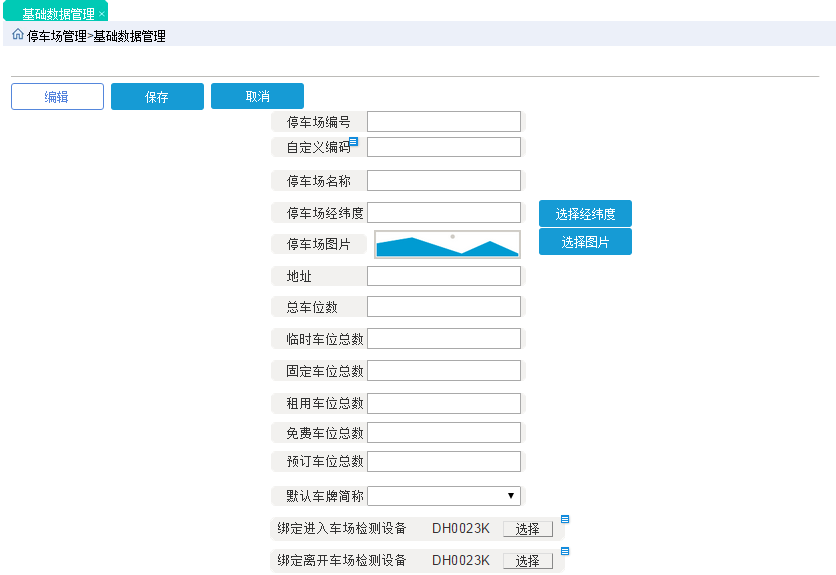 基础数据管理 ×
停车场管理>基础数据管理
编辑 保存 取消
停车场编号
自定义编码
停车场名称
停车场经纬度 选择经纬度
停车场图片 选择图片
地址
总车位数
临时车位总数
固定车位总数
租用车位总数
免费车位总数
预订车位总数
默认车牌简称
绑定进入车场检测设备 DH0023K 选择
绑定离开车场检测设备 DH0023K 选择